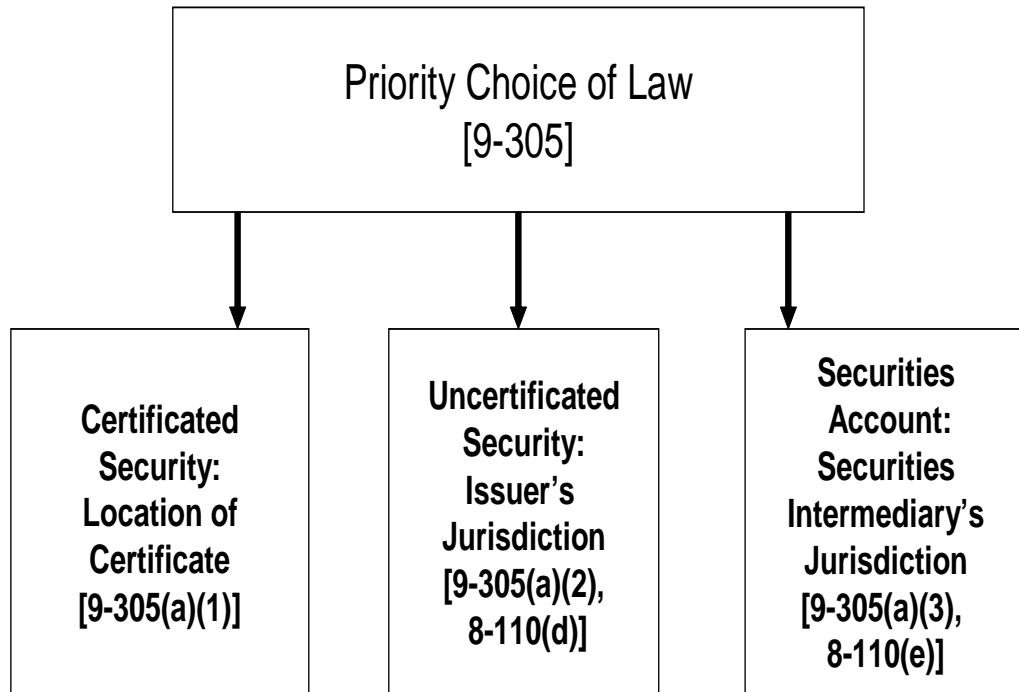 Priority Choice of Law
[9-305]
Certificated
Security:
Location of
Certificate
[9-305(a)(1)]
Uncertificated
Security:
Issuer’s
Jurisdiction
[9-305(a)(2),
8-110(d)]
Securities
Account:
Securities
Intermediary’s
Jurisdiction
[9-305(a)(3),
8-110(e)]